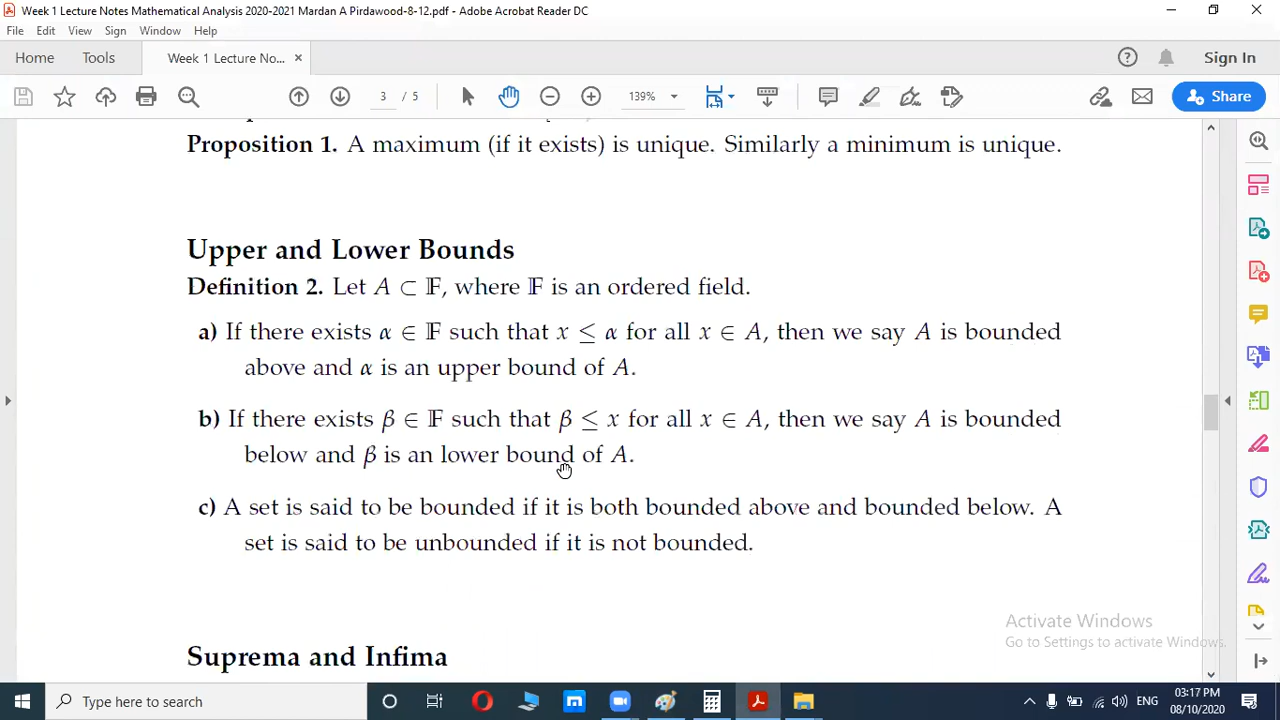 Week 1 Lecture Notes Mathematical Analysis 2020-2021 Mardan A Pirdawood-8-12.pdf - Adobe Acrobat Reader DC
File Edit View Sign Window Help
Home Tools Week 1 Lecture No... × Sign In
3 / 5 139% Share
Proposition 1. A maximum (if it exists) is unique. Similarly a minimum is unique.
Upper and Lower Bounds
Definition 2. Let A ⊂ 𝔽, where 𝔽 is an ordered field.
a) If there exists α ∈ 𝔽 such that x ≤ α for all x ∈ A, then we say A is bounded
above and α is an upper bound of A.
b) If there exists β ∈ 𝔽 such that β ≤ x for all x ∈ A, then we say A is bounded
below and β is an lower bound of A.
c) A set is said to be bounded if it is both bounded above and bounded below. A
set is said to be unbounded if it is not bounded.
Suprema and Infima
Activate Windows
Go to Settings to activate Windows.
Type here to search
ENG
03:17 PM
08/10/2020